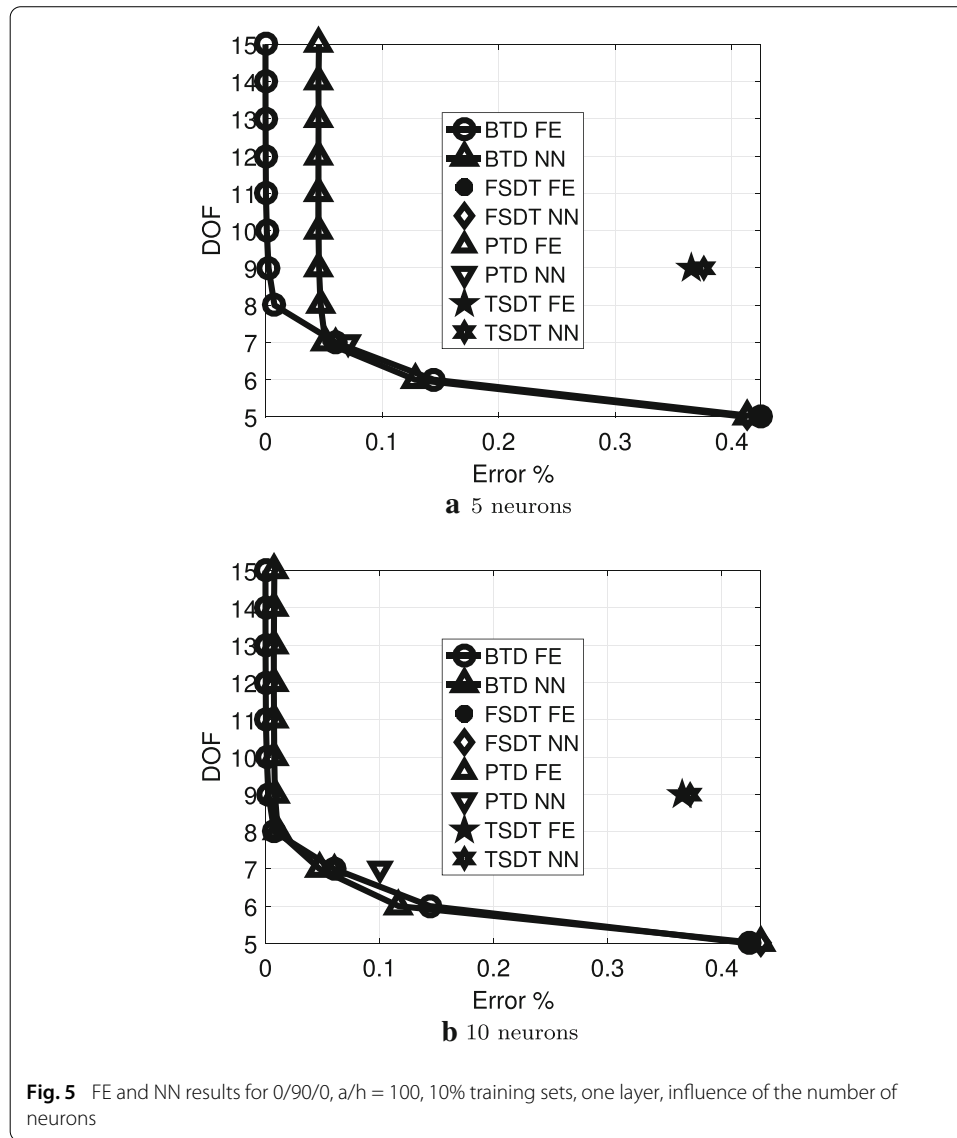 15
14
13
12
11
10
9
8
7
6
5
DOF
0
0.1
0.2
0.3
0.4
Error %
BTD FE
BTD NN
FSDT FE
FSDT NN
PTD FE
PTD NN
TSDT FE
TSDT NN
a 5 neurons
15
14
13
12
11
10
9
8
7
6
5
DOF
0
0.1
0.2
0.3
0.4
Error %
BTD FE
BTD NN
FSDT FE
FSDT NN
PTD FE
PTD NN
TSDT FE
TSDT NN
b 10 neurons
Fig. 5 FE and NN results for 0/90/0, a/h = 100, 10% training sets, one layer, influence of the number of
neurons